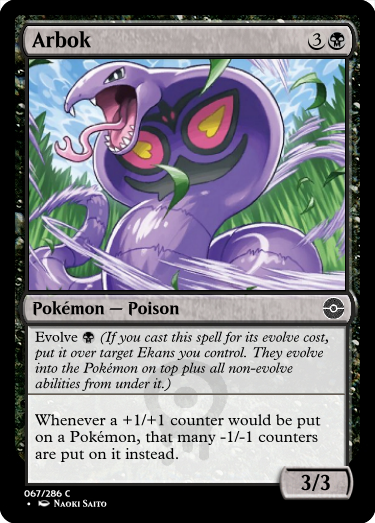 Arbok 3
Pokémon — Poison
Evolve (If you cast this spell for its evolve cost,
put it over target Ekans you control. They evolve
into the Pokémon on top plus all non-evolve
abilities from under it.)
Whenever a +1/+1 counter would be put
on a Pokémon, that many -1/-1 counters
are put on it instead.
3/3
067/286 C
• Naoki Saito